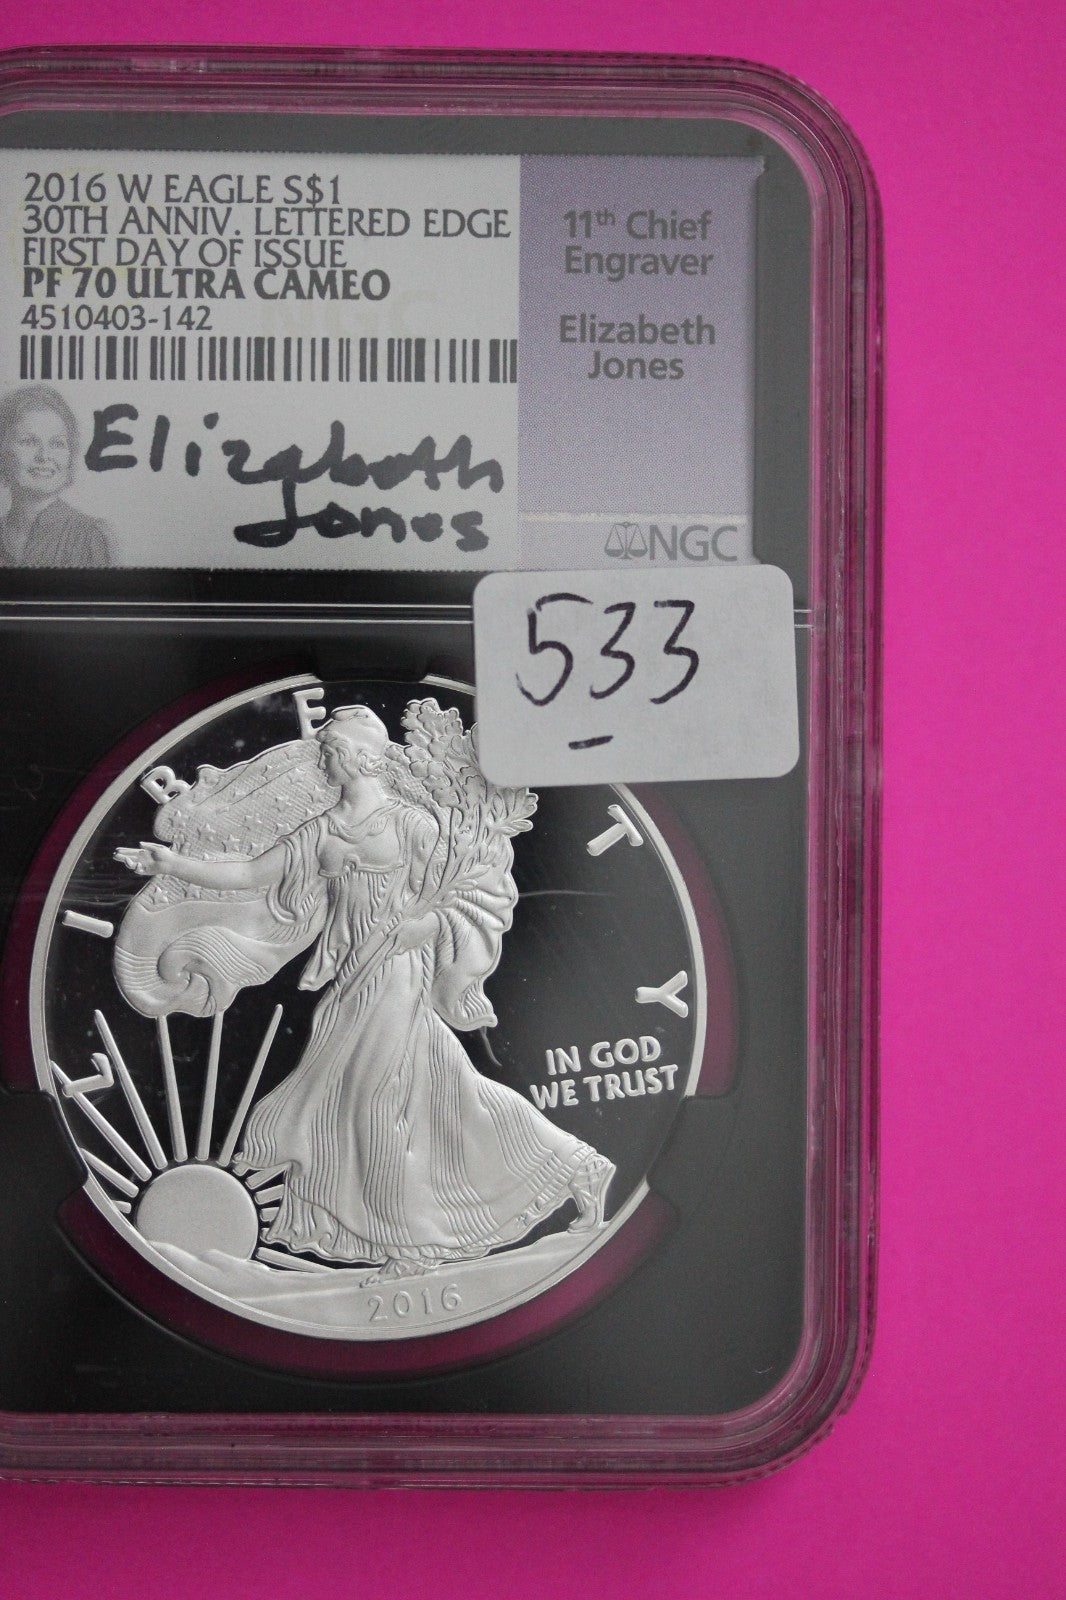 2016 W EAGLE S$1
30TH ANNIV. LETTERED EDGE
FIRST DAY OF ISSUE
PF 70 ULTRA CAMEO
4510403-142
Elizabeth
Jones
11th Chief
Engraver
Elizabeth
Jones
NGC
533
LIBERTY
IN GOD
WE TRUST
2016